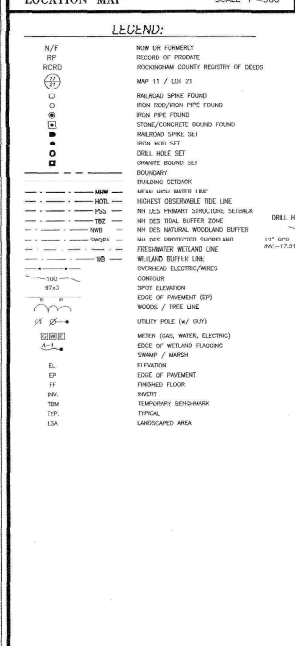 LOCATION MAP SCALE 1"=500'
LEGEND:
N/F NOW OR FORMERLY
RP RECORD OF PROBATE
RCRD ROCKINGHAM COUNTY REGISTRY OF DEEDS
11 21 MAP 11 / LOT 21
RAILROAD SPIKE FOUND
IRON ROD/IRON PIPE FOUND
IRON PIPE FOUND
STONE/CONCRETE BOUND FOUND
RAILROAD SPIKE SET
IRON ROD SET
DRILL HOLE SET
GRANITE BOUND SET
BOUNDARY
BUILDING SETBACK
MHW MEAN HIGH WATER LINE
HOTL HIGHEST OBSERVABLE TIDE LINE
PSS NH DES PRIMARY STRUCTURE SETBACK
TBZ NH DES TIDAL BUFFER ZONE
DRILL H
NWB NH DES NATURAL WOODLAND BUFFER
NH DES PROTECTED SHORELAND
FRESHWATER WETLAND LINE
WB WETLAND BUFFER LINE
OVERHEAD ELECTRIC/WIRES
100 CONTOUR
97x3 SPOT ELEVATION
EDGE OF PAVEMENT (EP)
WOODS / TREE LINE
UTILITY POLE (w/ GUY)
G W E METER (GAS, WATER, ELECTRIC)
A-1 EDGE OF WETLAND FLAGGING
SWAMP / MARSH
EL. ELEVATION
EP EDGE OF PAVEMENT
FF FINISHED FLOOR
INV. INVERT
TBM TEMPORARY BENCHMARK
TYP. TYPICAL
LSA LANDSCAPED AREA